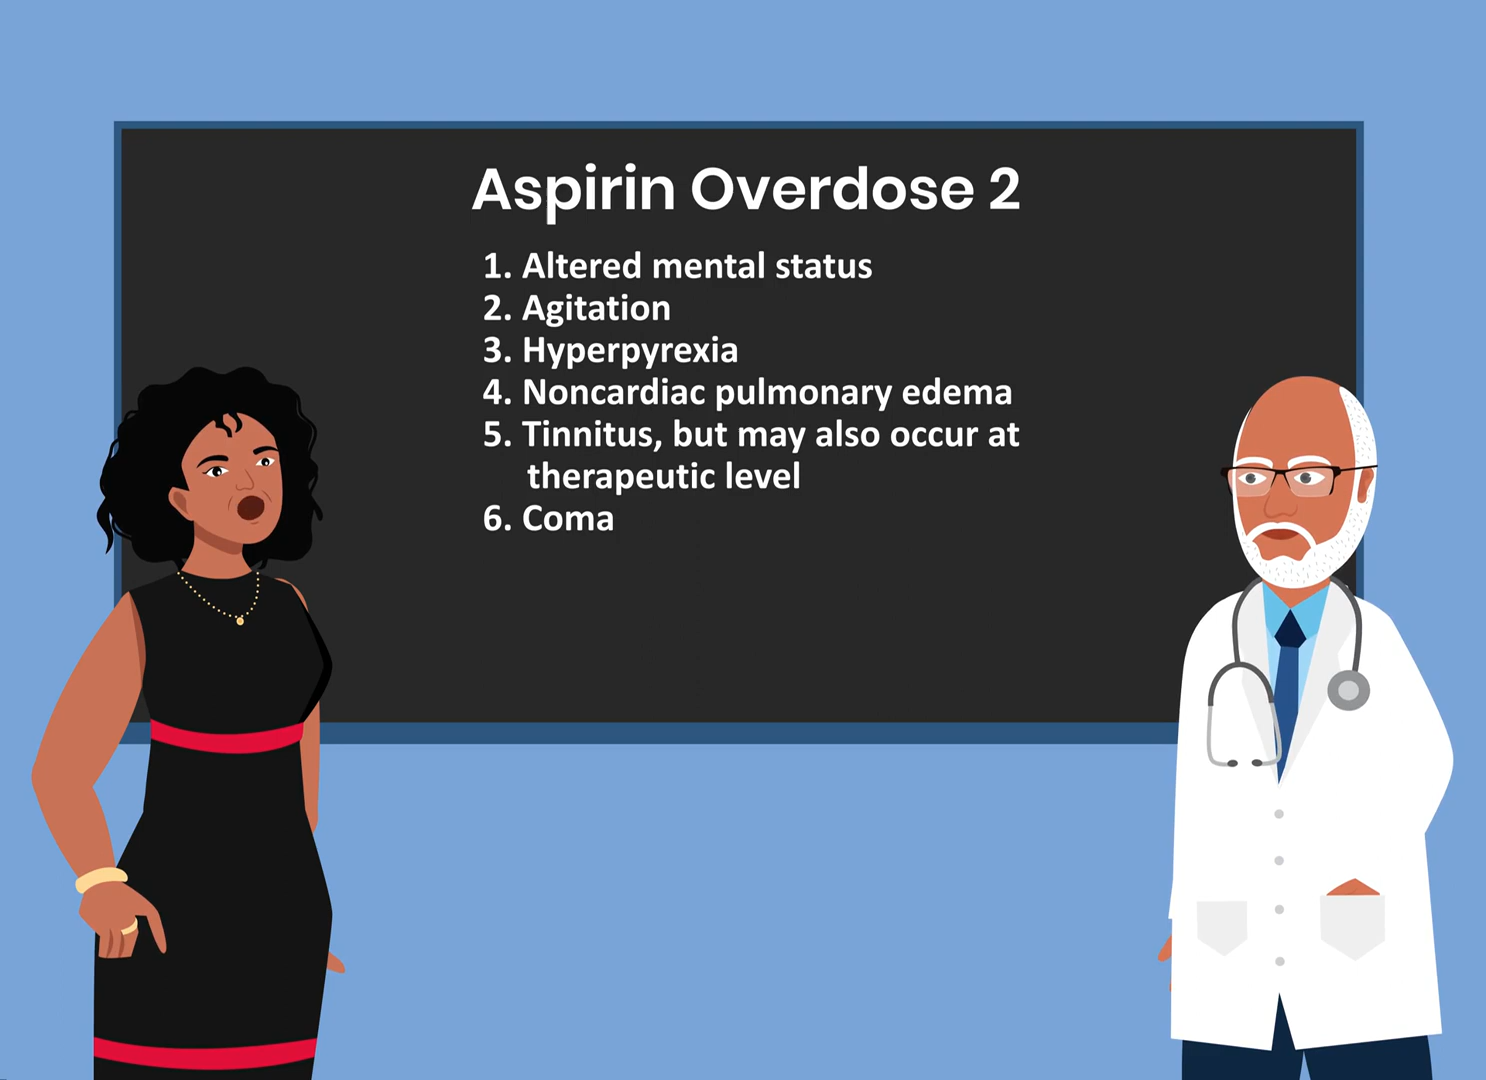 Aspirin Overdose 2
1. Altered mental status
2. Agitation
3. Hyperpyrexia
4. Noncardiac pulmonary edema
5. Tinnitus, but may also occur at
therapeutic level
6. Coma